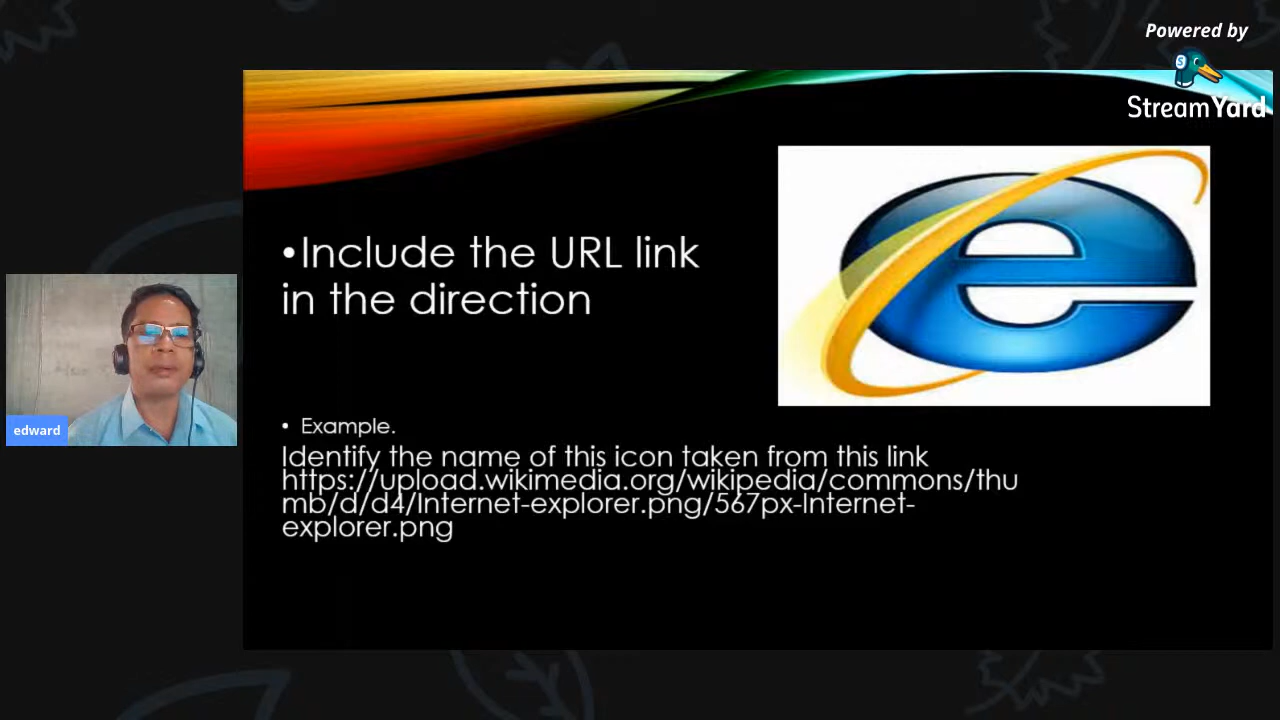 Powered by
StreamYard
•Include the URL link
in the direction
edward
• Example.
Identify the name of this icon taken from this link
https://upload.wikimedia.org/wikipedia/commons/thu
mb/d/d4/Internet-explorer.png/567px-Internet-
explorer.png